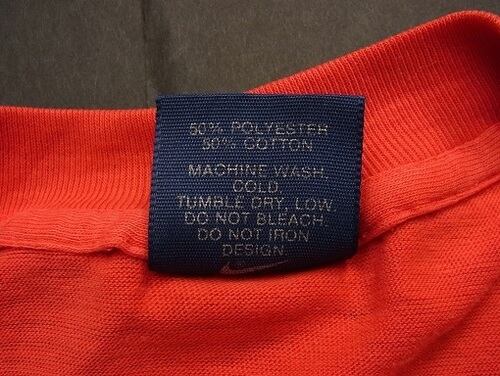 50% POLYESTER
50% COTTON
MACHINE WASH,
COLD.
TUMBLE DRY, LOW
DO NOT BLEACH.
DO NOT IRON
DESIGN